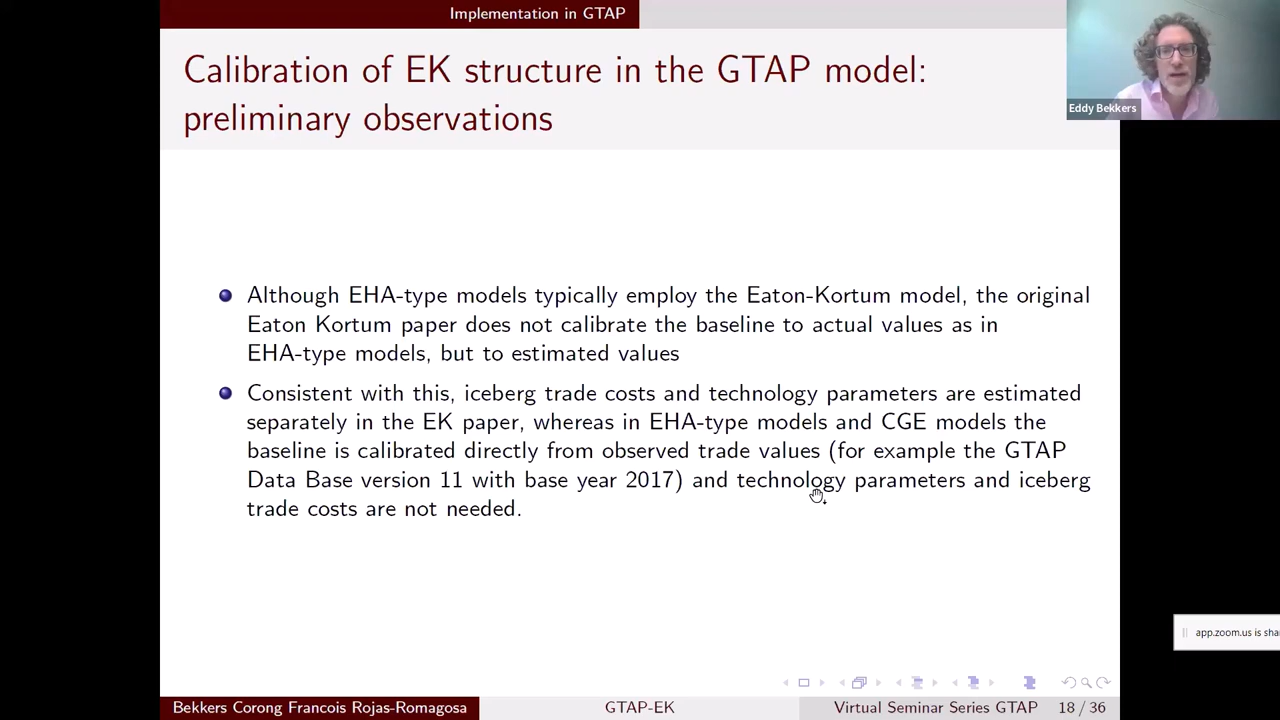 Implementation in GTAP
Calibration of EK structure in the GTAP model:
preliminary observations
Eddy Bekkers
Although EHA-type models typically employ the Eaton-Kortum model, the original
Eaton Kortum paper does not calibrate the baseline to actual values as in
EHA-type models, but to estimated values
Consistent with this, iceberg trade costs and technology parameters are estimated
separately in the EK paper, whereas in EHA-type models and CGE models the
baseline is calibrated directly from observed trade values (for example the GTAP
Data Base version 11 with base year 2017) and technology parameters and iceberg
trade costs are not needed.
app.zoom.us is sha
Bekkers Corong Francois Rojas-Romagosa
GTAP-EK
Virtual Seminar Series GTAP
18 / 36